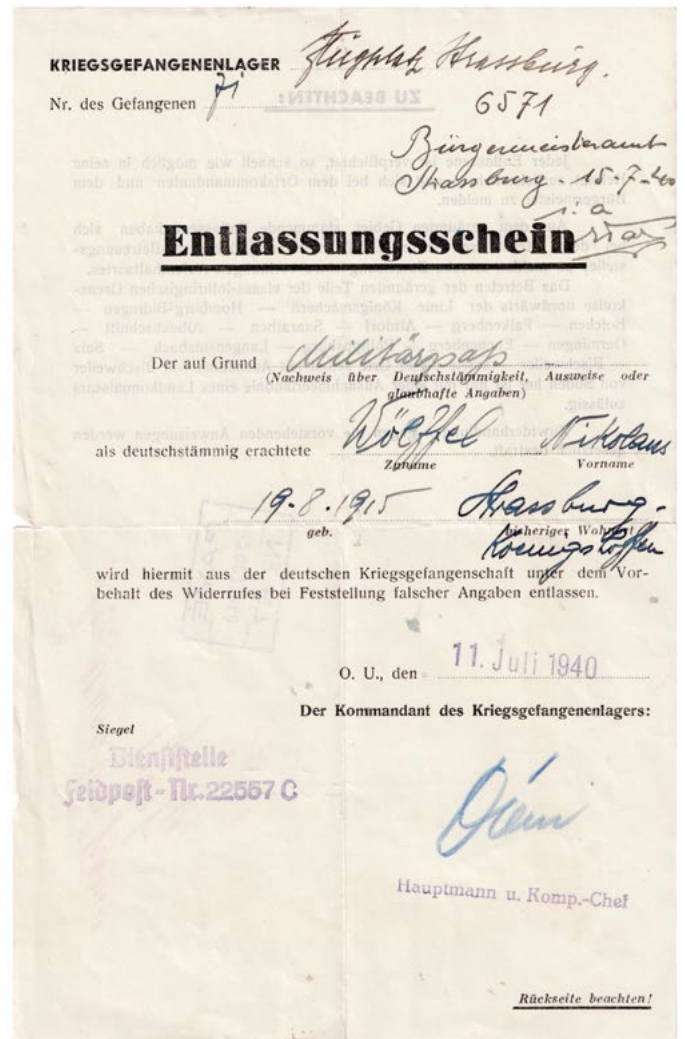 KRIEGSGEFANGENENLAGER Flugplatz Strassburg.
Nr. des Gefangenen 71
6571
Bürgermeisteramt
Strassburg 15-7-40
i. a
Entlassungsschein
Der auf Grund Militärpaß
(Nachweis über Deutschstämmigkeit, Ausweise oder
glaubhafte Angaben)
als deutschstämmig erachtete Wölffel Nikolaus
Zuname Vorname
19.8.1915 Strassburg-
geb. bisheriger Wohnort
Koenigshoffen
wird hiermit aus der deutschen Kriegsgefangenschaft unter dem Vor-
behalt des Widerrufes bei Feststellung falscher Angaben entlassen.
O. U., den 11. Juli 1940
Der Kommandant des Kriegsgefangenenlagers:
Siegel
Dienststelle
Feldpost-Nr. 22557 C
Hauptmann u. Komp.-Chef
Rückseite beachten!